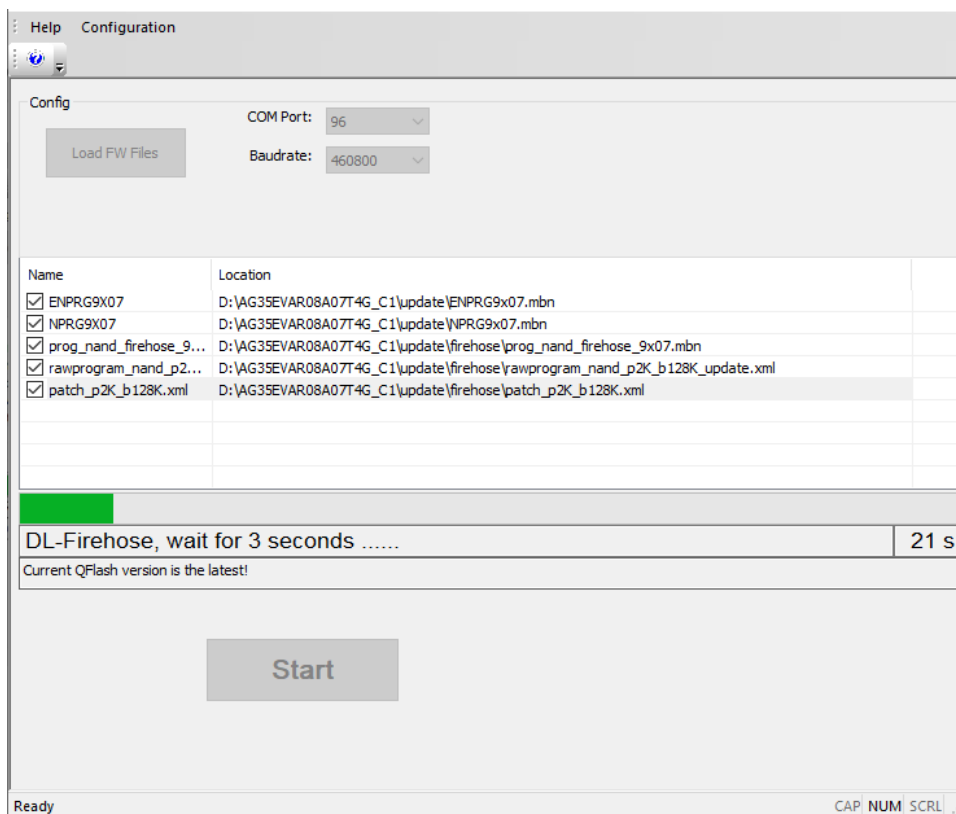 Help Configuration
Config
Load FW Files
COM Port: 96
Baudrate: 460800
Name Location
ENPRG9X07 D:\AG35EVAR08A07T4G_C1\update\ENPRG9x07.mbn
NPRG9X07 D:\AG35EVAR08A07T4G_C1\update\NPRG9x07.mbn
prog_nand_firehose_9... D:\AG35EVAR08A07T4G_C1\update\firehose\prog_nand_firehose_9x07.mbn
rawprogram_nand_p2... D:\AG35EVAR08A07T4G_C1\update\firehose\rawprogram_nand_p2K_b128K_update.xml
patch_p2K_b128K.xml D:\AG35EVAR08A07T4G_C1\update\firehose\patch_p2K_b128K.xml
DL-Firehose, wait for 3 seconds ...... 21 s
Current QFlash version is the latest!
Start
Ready CAP NUM SCRL